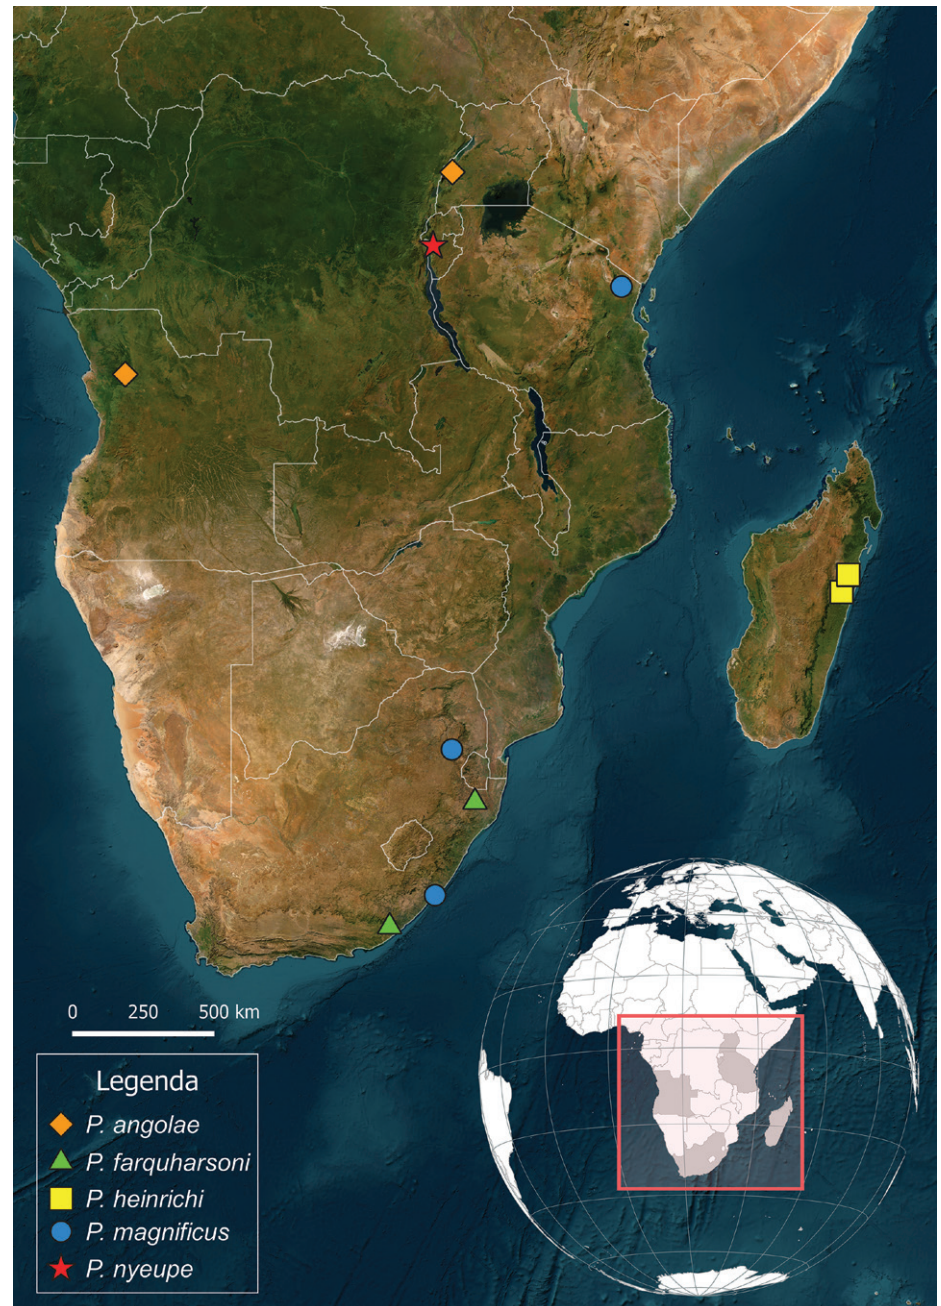 0 250 500 km
Legenda
P. angolae
P. farquharsoni
P. heinrichi
P. magnificus
P. nyeupe